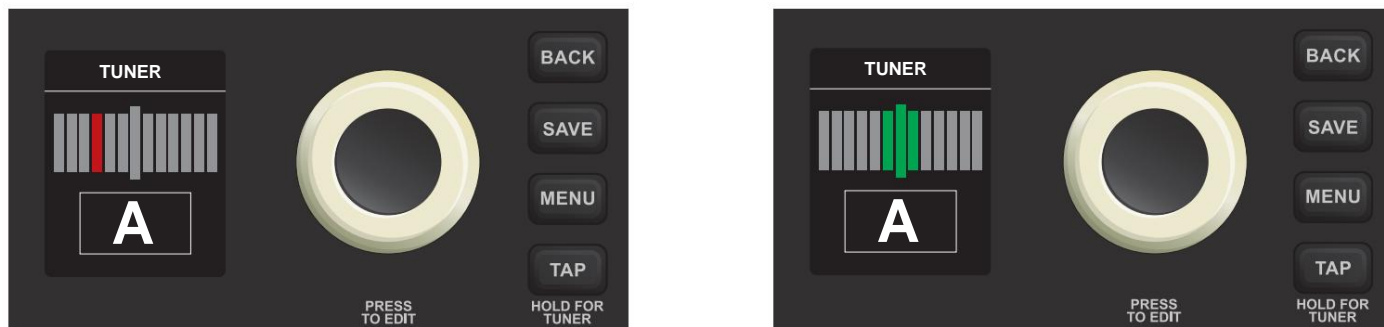 TUNER
A
BACK
SAVE
MENU
TAP
PRESS
TO EDIT
HOLD FOR
TUNER
TUNER
A
BACK
SAVE
MENU
TAP
PRESS
TO EDIT
HOLD FOR
TUNER